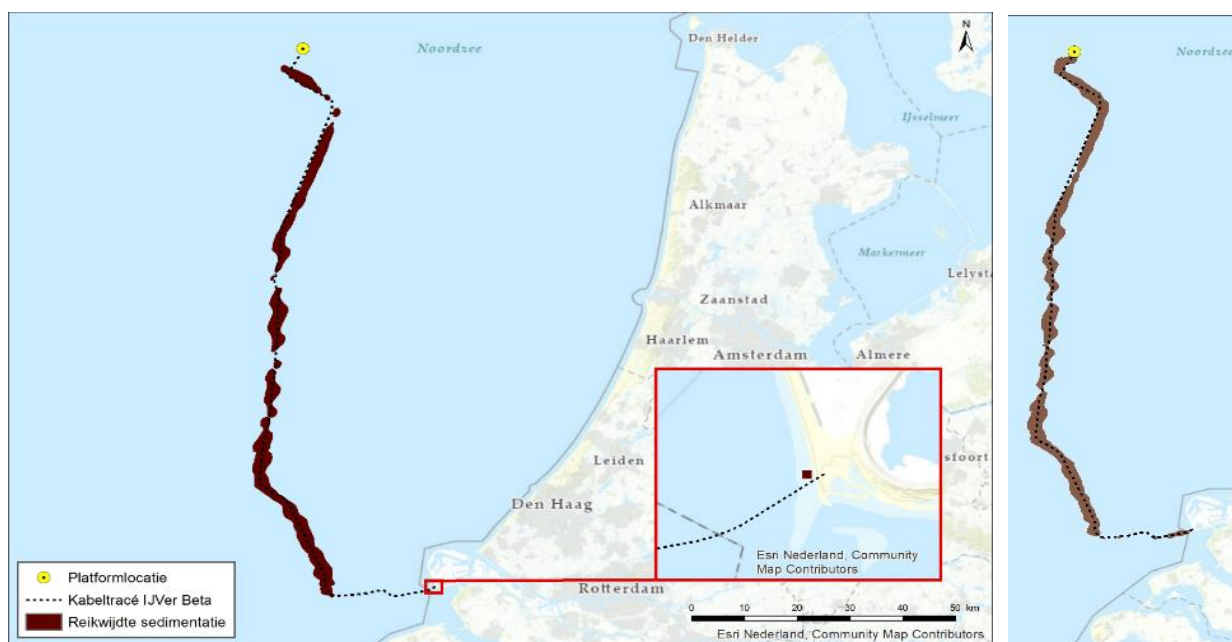 Noordzee
Den Helder
N
IJsselmeer
Alkmaar
Markermeer
Lelysta
Zaanstad
Haarlem
Amsterdam
Almere
Leiden
sfoort
Den Haag
Esri Nederland, Community
Map Contributors
Rotterdam
Platformlocatie
Kabeltracé IJVer Beta
Reikwijdte sedimentatie
0 10 20 30 40 50 km
Esri Nederland, Community Map Contributors
Noordzee